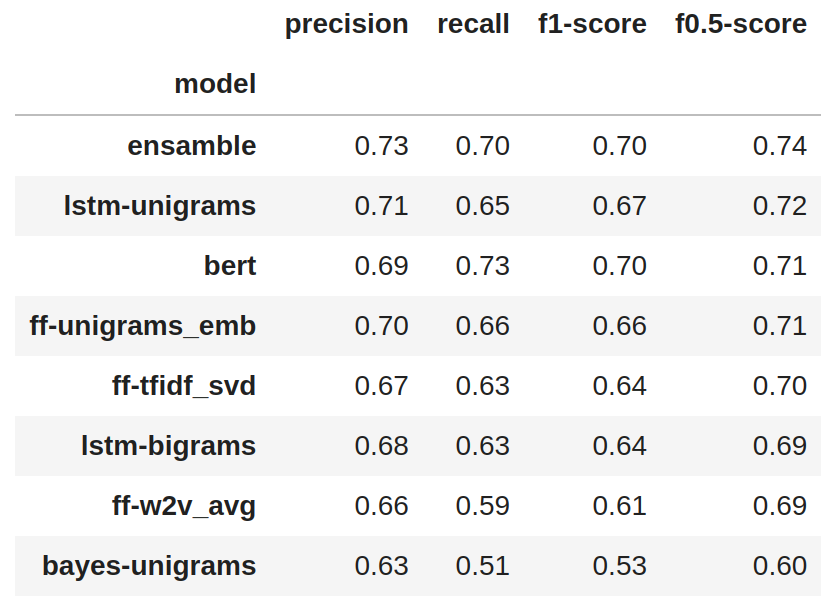 precision recall f1-score f0.5-score
model
ensamble 0.73 0.70 0.70 0.74
lstm-unigrams 0.71 0.65 0.67 0.72
bert 0.69 0.73 0.70 0.71
ff-unigrams_emb 0.70 0.66 0.66 0.71
ff-tfidf_svd 0.67 0.63 0.64 0.70
lstm-bigrams 0.68 0.63 0.64 0.69
ff-w2v_avg 0.66 0.59 0.61 0.69
bayes-unigrams 0.63 0.51 0.53 0.60